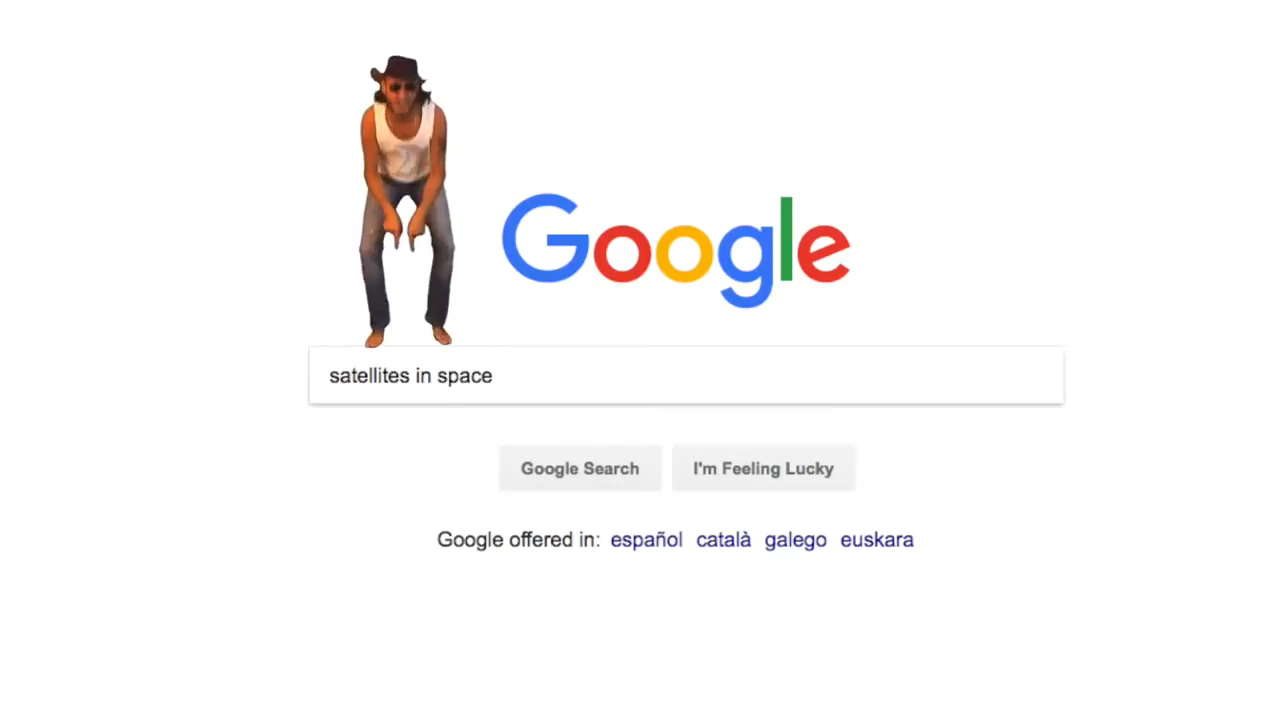 Google
satellites in space
Google Search I'm Feeling Lucky
Google offered in: español català galego euskara